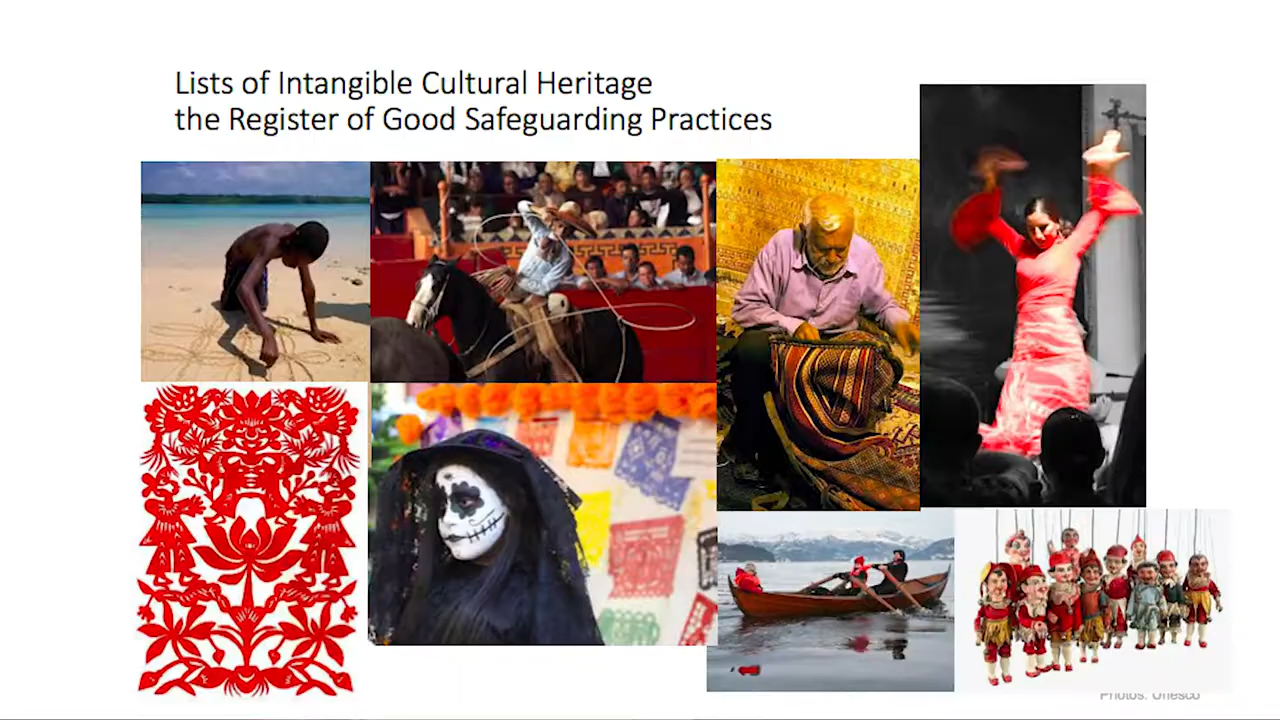 Lists of Intangible Cultural Heritage
the Register of Good Safeguarding Practices
Photos: Unesco